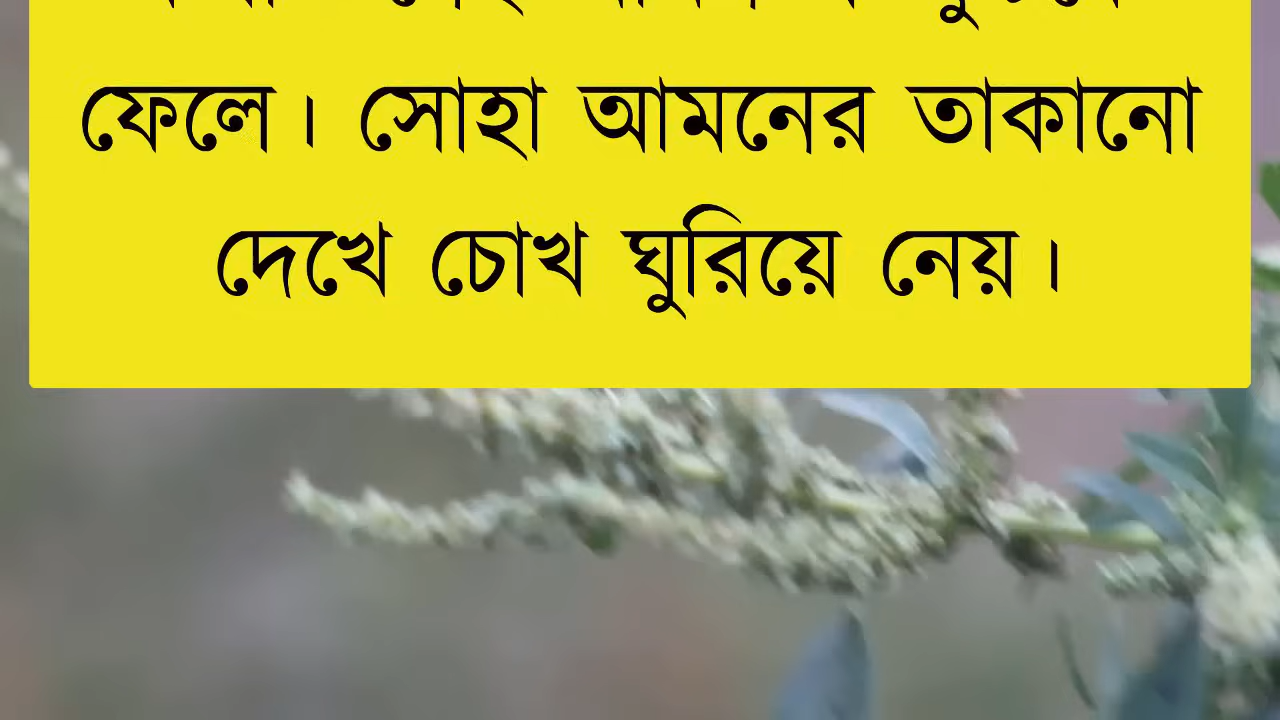 ফেলে। সোহা আমনের তাকানো
দেখে চোখ ঘুরিয়ে নেয়।